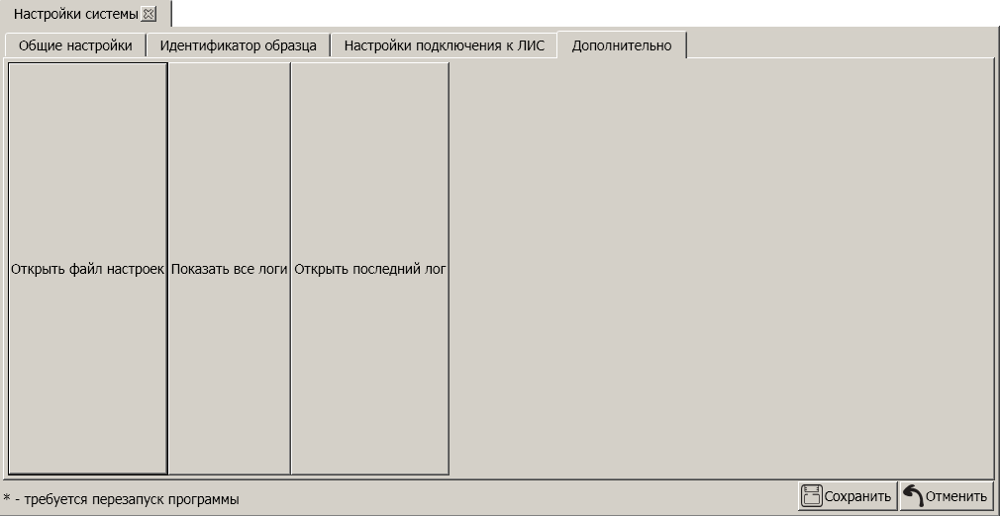 Настройки системы
Общие настройки Идентификатор образца Настройки подключения к ЛИС Дополнительно
Открыть файл настроек Показать все логи Открыть последний лог
* - требуется перезапуск программы Сохранить Отменить